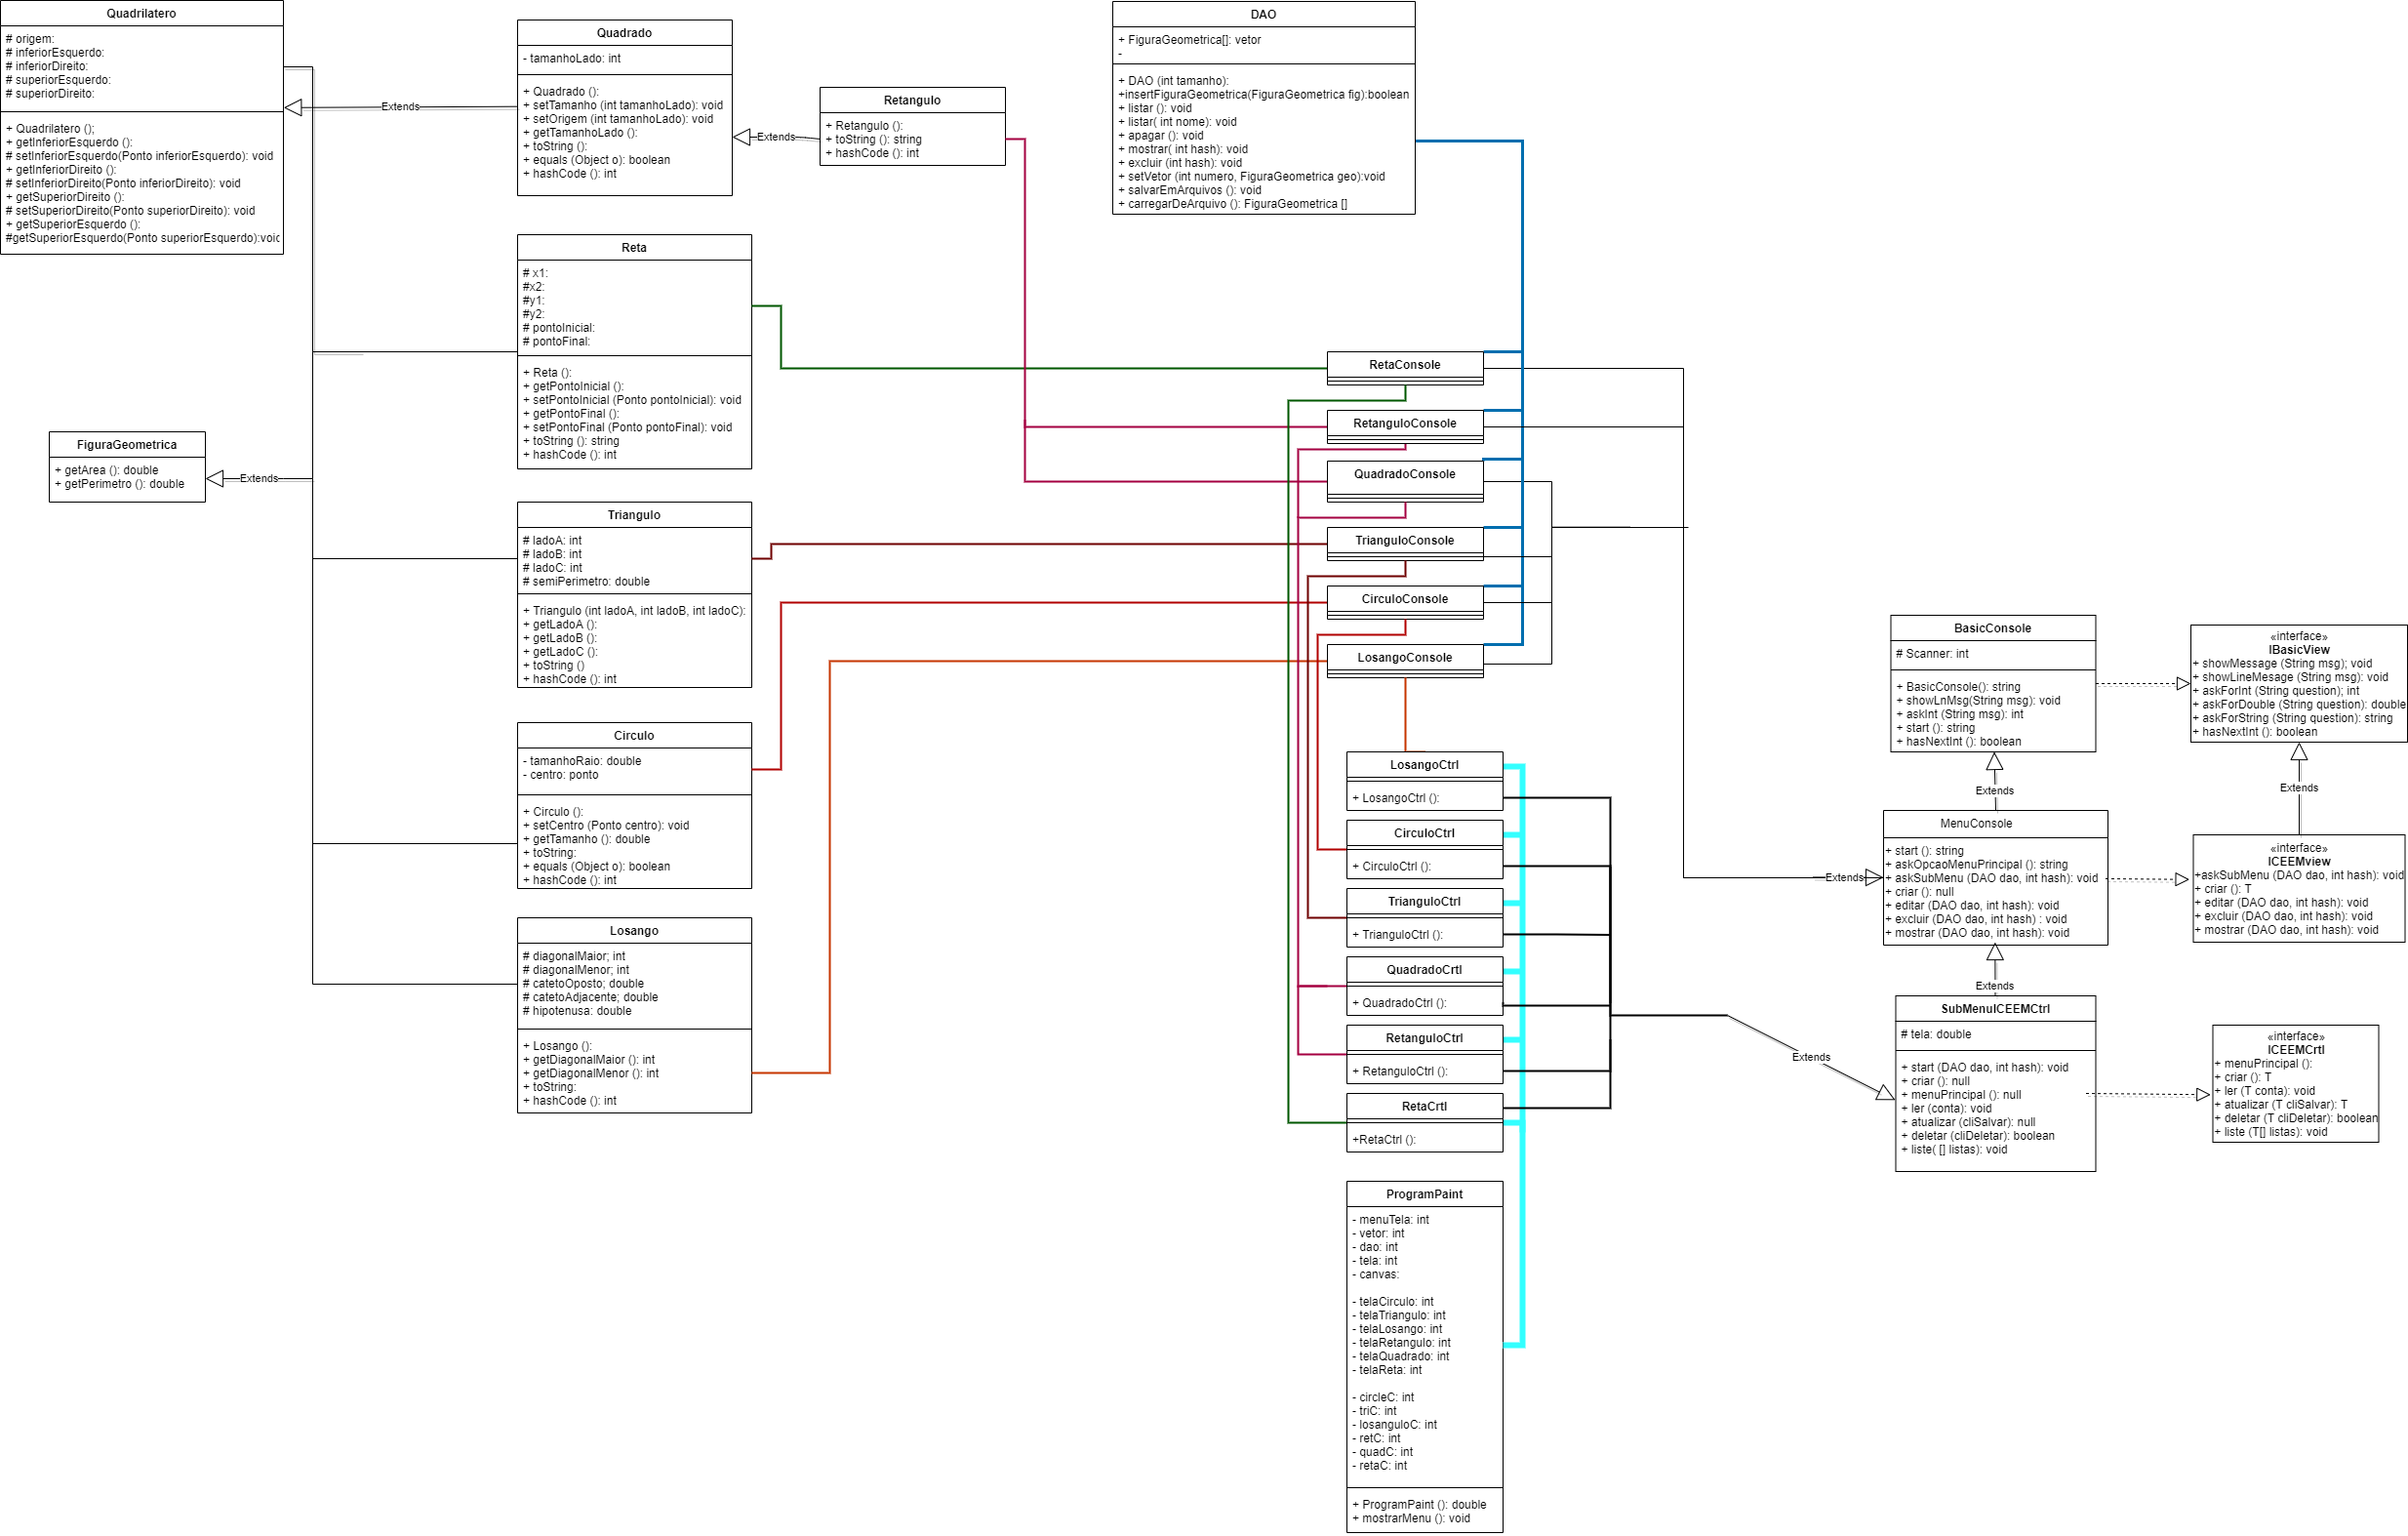 Quadrilatero
# origem:
# inferiorEsquerdo:
# inferiorDireito:
# superiorEsquerdo:
# superiorDireito:
+ Quadrilatero ();
+ getInferiorEsquerdo ():
# setInferiorEsquerdo(Ponto inferiorEsquerdo): void
+ getInferiorDireito ():
# setInferiorDireito(Ponto inferiorDireito): void
+ getSuperiorDireito ():
# setSuperiorDireito(Ponto superiorDireito): void
+ getSuperiorEsquerdo ():
#getSuperiorEsquerdo(Ponto superiorEsquerdo):void
Extends
Quadrado
- tamanhoLado: int
+ Quadrado ():
+ setTamanho (int tamanhoLado): void
+ setOrigem (int tamanhoLado): void
+ getTamanhoLado ():
+ toString ():
+ equals (Object o): boolean
+ hashCode (): int
Extends
Retangulo
+ Retangulo ():
+ toString (): string
+ hashCode (): int
DAO
+ FiguraGeometrica[]: vetor
-
+ DAO (int tamanho):
+insertFiguraGeometrica(FiguraGeometrica fig):boolean
+ listar (): void
+ listar( int nome): void
+ apagar (): void
+ mostrar( int hash): void
+ excluir (int hash): void
+ setVetor (int numero, FiguraGeometrica geo):void
+ salvarEmArquivos (): void
+ carregarDeArquivo (): FiguraGeometrica []
Reta
# x1:
#x2:
#y1:
#y2:
# pontoInicial:
# pontoFinal:
+ Reta ():
+ getPontoInicial ():
+ setPontoInicial (Ponto pontoInicial): void
+ getPontoFinal ():
+ setPontoFinal (Ponto pontoFinal): void
+ toString (): string
+ hashCode (): int
FiguraGeometrica
+ getArea (): double
+ getPerimetro (): double
Extends
Triangulo
# ladoA: int
# ladoB: int
# ladoC: int
# semiPerimetro: double
+ Triangulo (int ladoA, int ladoB, int ladoC):
+ getLadoA ():
+ getLadoB ():
+ getLadoC ():
+ toString ()
+ hashCode (): int
Circulo
- tamanhoRaio: double
- centro: ponto
+ Circulo ():
+ setCentro (Ponto centro): void
+ getTamanho (): double
+ toString:
+ equals (Object o): boolean
+ hashCode (): int
Losango
# diagonalMaior; int
# diagonalMenor; int
# catetoOposto; double
# catetoAdjacente; double
# hipotenusa: double
+ Losango ():
+ getDiagonalMaior (): int
+ getDiagonalMenor (): int
+ toString:
+ hashCode (): int
RetaConsole
RetanguloConsole
QuadradoConsole
TrianguloConsole
CirculoConsole
LosangoConsole
LosangoCtrl
+ LosangoCtrl ():
CirculoCtrl
+ CirculoCtrl ():
TrianguloCtrl
+ TrianguloCtrl ():
QuadradoCrtl
+ QuadradoCtrl ():
RetanguloCtrl
+ RetanguloCtrl ():
RetaCrtl
+RetaCtrl ():
ProgramPaint
- menuTela: int
- vetor: int
- dao: int
- tela: int
- canvas:
- telaCirculo: int
- telaTriangulo: int
- telaLosango: int
- telaRetangulo: int
- telaQuadrado: int
- telaReta: int
- circleC: int
- triC: int
- losanguloC: int
- retC: int
- quadC: int
- retaC: int
+ ProgramPaint (): double
+ mostrarMenu (): void
BasicConsole
# Scanner: int
+ BasicConsole(): string
+ showLnMsg(String msg): void
+ askInt (String msg): int
+ start (): string
+ hasNextInt (): boolean
«interface»
IBasicView
+ showMessage (String msg); void
+ showLineMesage (String msg): void
+ askForInt (String question); int
+ askForDouble (String question): double
+ askForString (String question): string
+ hasNextInt (): boolean
Extends
Extends
MenuConsole
+ start (): string
+ askOpcaoMenuPrincipal (): string
+ askSubMenu (DAO dao, int hash): void
+ criar (): null
+ editar (DAO dao, int hash): void
+ excluir (DAO dao, int hash) : void
+ mostrar (DAO dao, int hash): void
Extends
«interface»
ICEEMview
+askSubMenu (DAO dao, int hash): void
+ criar (): T
+ editar (DAO dao, int hash): void
+ excluir (DAO dao, int hash): void
+ mostrar (DAO dao, int hash): void
Extends
SubMenuICEEMCtrl
# tela: double
+ start (DAO dao, int hash): void
+ criar (): null
+ menuPrincipal (): null
+ ler (conta): void
+ atualizar (cliSalvar): null
+ deletar (cliDeletar): boolean
+ liste( [] listas): void
Extends
«interface»
ICEEMCrtl
+ menuPrincipal ():
+ criar (): T
+ ler (T conta): void
+ atualizar (T cliSalvar): T
+ deletar (T cliDeletar): boolean
+ liste (T[] listas): void